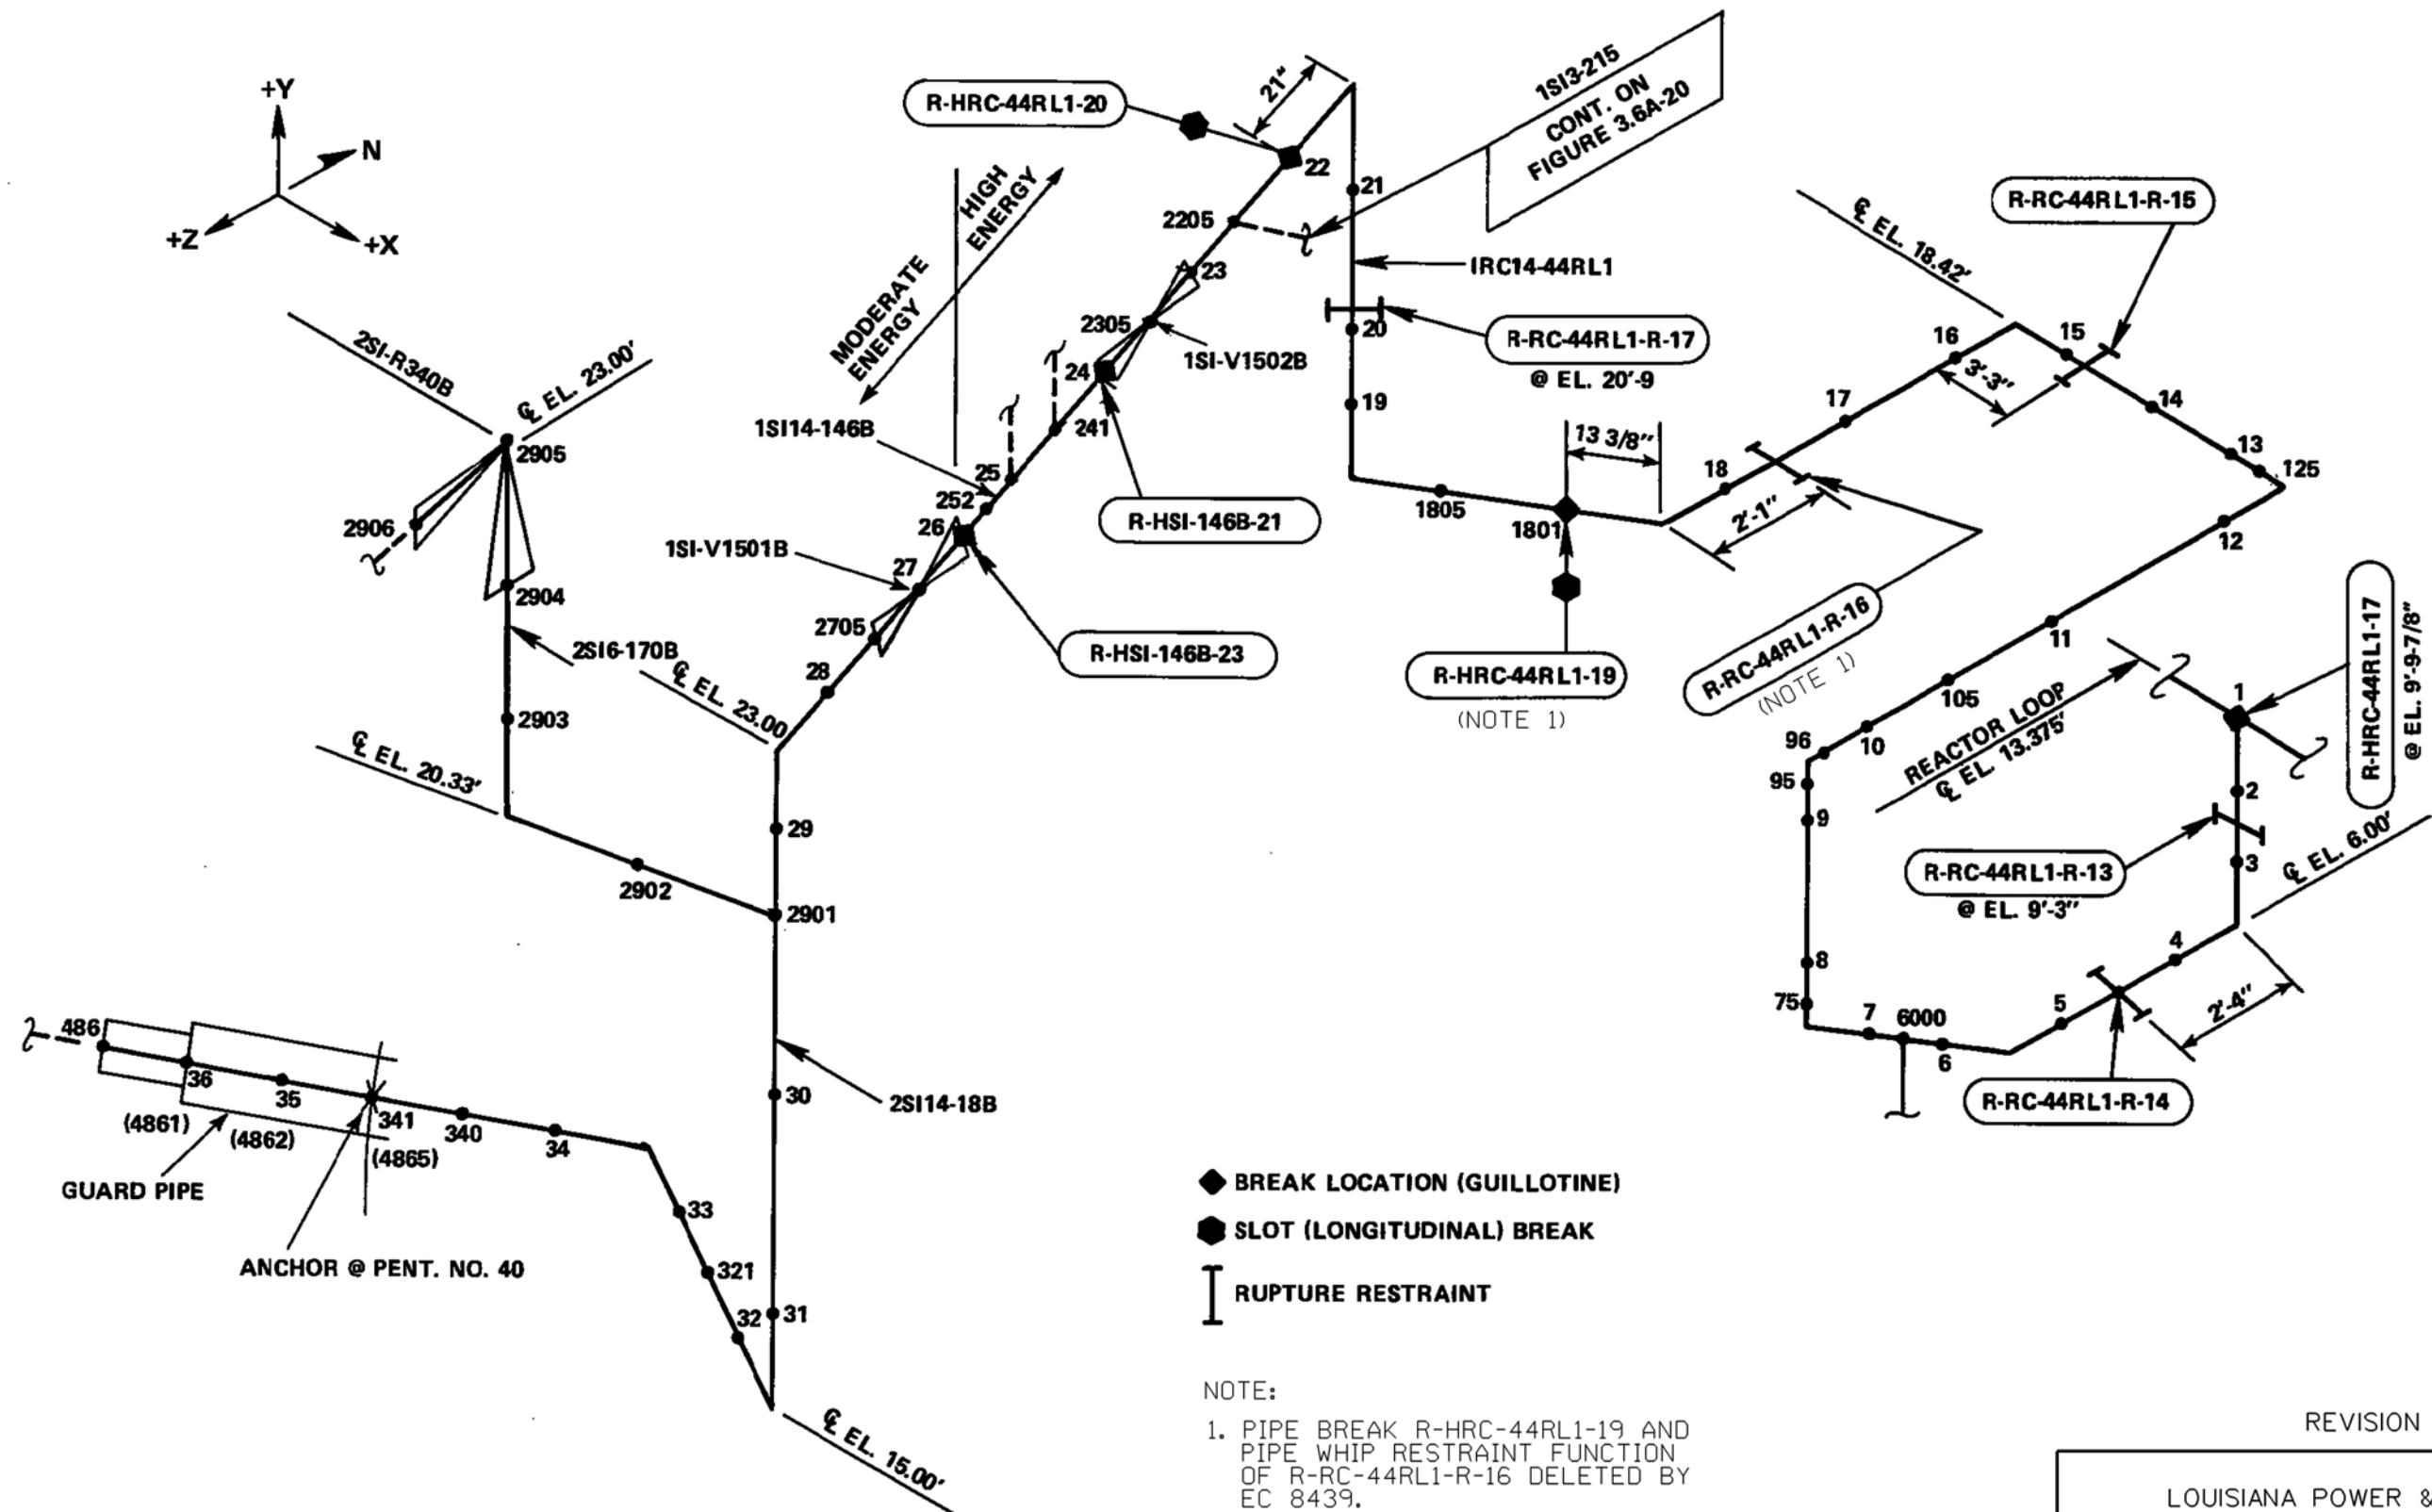 +Y
N
+Z
+X
R-HRC-44RL1-20
21"
1SI3-215
CONT. ON
FIGURE 3.6A-20
22
21
2205
HIGH
ENERGY
MODERATE
ENERGY
23
IRC14-44RL1
2305
20
R-RC-44RL1-R-17
@ EL. 20'-9
1SI-V1502B
24
19
241
1SI14-146B
25
252
26
R-HSI-146B-21
1SI-V1501B
27
2705
R-HSI-146B-23
28
℄ EL. 23.00
2SI-R340B
℄ EL. 23.00'
2905
2906
2904
2SI6-170B
2903
℄ EL. 20.33'
2902
29
2901
30
2SI14-18B
31
32
321
33
℄ EL. 15.00'
486
36
35
341
340
34
(4861)
(4862)
(4865)
GUARD PIPE
ANCHOR @ PENT. NO. 40
R-RC-44RL1-R-15
℄ EL. 18.42'
16
15
3'-3"
17
14
13
125
13 3/8"
18
2'-1"
1805
1801
12
R-HRC-44RL1-19
(NOTE 1)
R-RC-44RL1-R-16
(NOTE 1)
11
105
10
96
95
9
REACTOR LOOP
℄ EL. 13.375'
1
R-HRC-44RL1-17
@ EL. 9'-9-7/8"
2
R-RC-44RL1-R-13
@ EL. 9'-3"
3
℄ EL. 6.00'
8
75
7
6000
6
5
4
2'-4"
R-RC-44RL1-R-14
BREAK LOCATION (GUILLOTINE)
SLOT (LONGITUDINAL) BREAK
RUPTURE RESTRAINT
NOTE:
1. PIPE BREAK R-HRC-44RL1-19 AND
PIPE WHIP RESTRAINT FUNCTION
OF R-RC-44RL1-R-16 DELETED BY
EC 8439.
REVISION
LOUISIANA POWER &